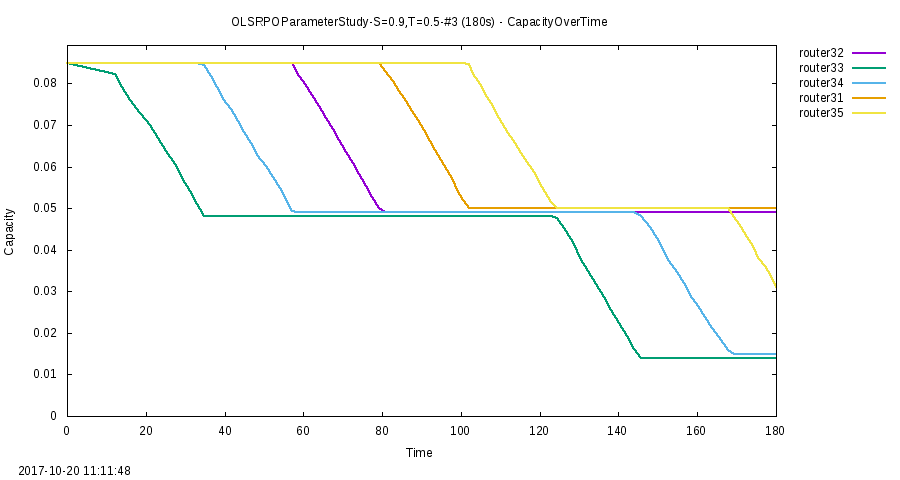 OLSRPOParameterStudy-S=0.9,T=0.5-#3 (180s) - CapacityOverTime
router32
router33
router34
router31
router35
0.08
0.07
0.06
0.05
0.04
0.03
0.02
0.01
0
Capacity
0 20 40 60 80 100 120 140 160 180
Time
2017-10-20 11:11:48